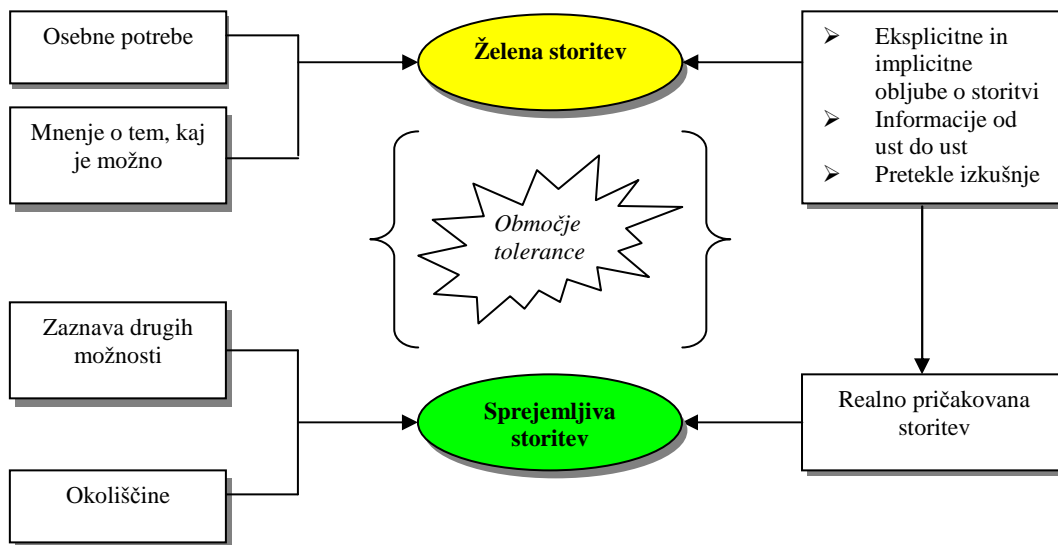 Osebne potrebe
Mnenje o tem, kaj
je možno
Želena storitev
➢ Eksplicitne in
implicitne
obljube o storitvi
➢ Informacije od
ust do ust
➢ Pretekle izkušnje
Območje
tolerance
Zaznava drugih
možnosti
Okoliščine
Sprejemljiva
storitev
Realno pričakovana
storitev